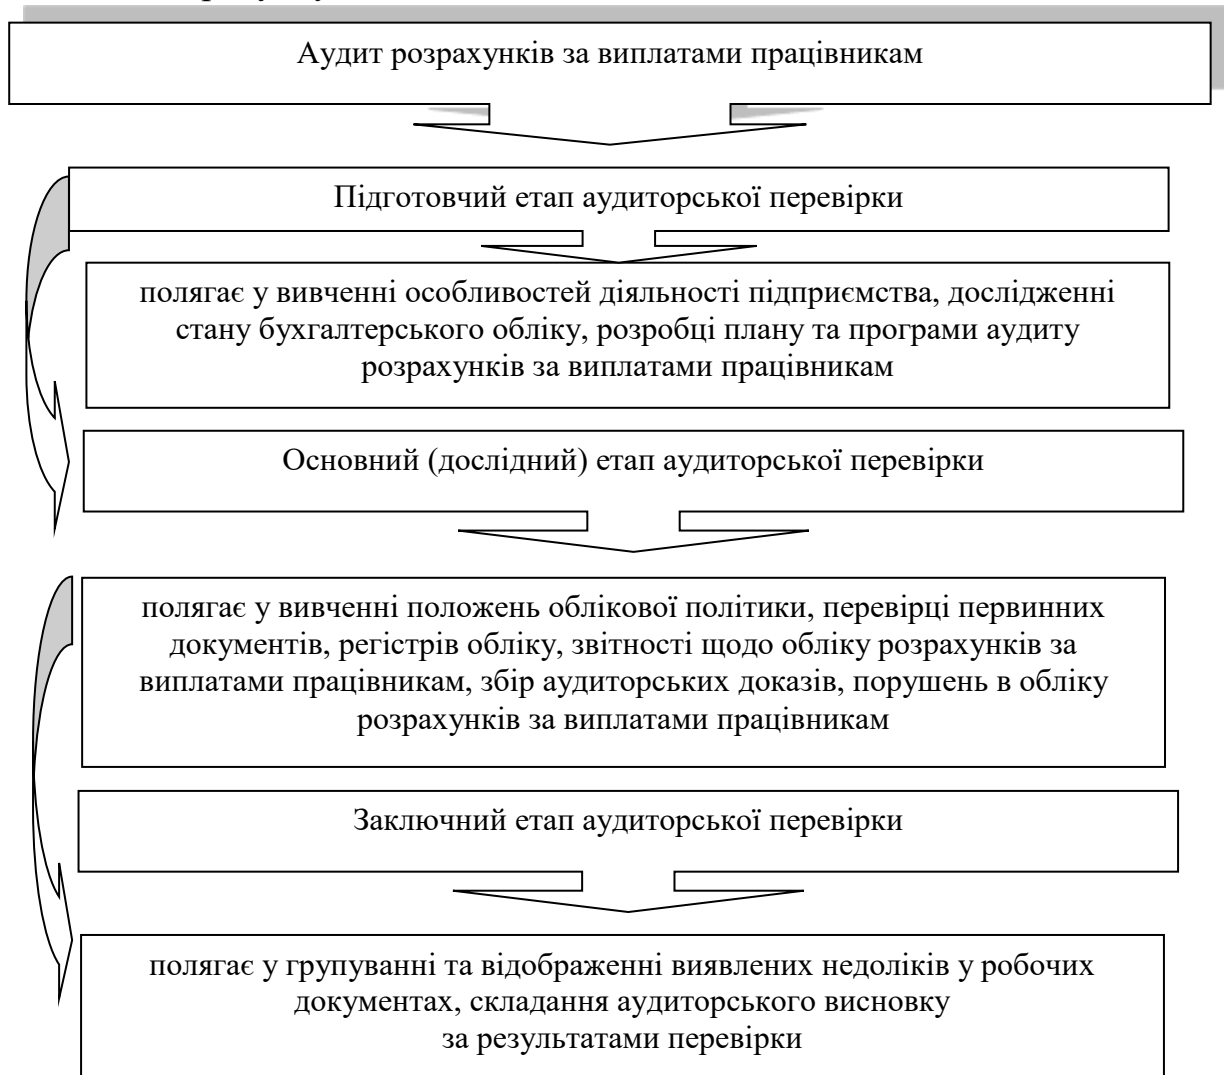 Аудит розрахунків за виплатами працівникам
Підготовчий етап аудиторської перевірки
полягає у вивченні особливостей діяльності підприємства, дослідженні
стану бухгалтерського обліку, розробці плану та програми аудиту
розрахунків за виплатами працівникам
Основний (дослідний) етап аудиторської перевірки
полягає у вивченні положень облікової політики, перевірці первинних
документів, регістрів обліку, звітності щодо обліку розрахунків за
виплатами працівникам, збір аудиторських доказів, порушень в обліку
розрахунків за виплатами працівникам
Заключний етап аудиторської перевірки
полягає у групуванні та відображенні виявлених недоліків у робочих
документах, складання аудиторського висновку
за результатами перевірки